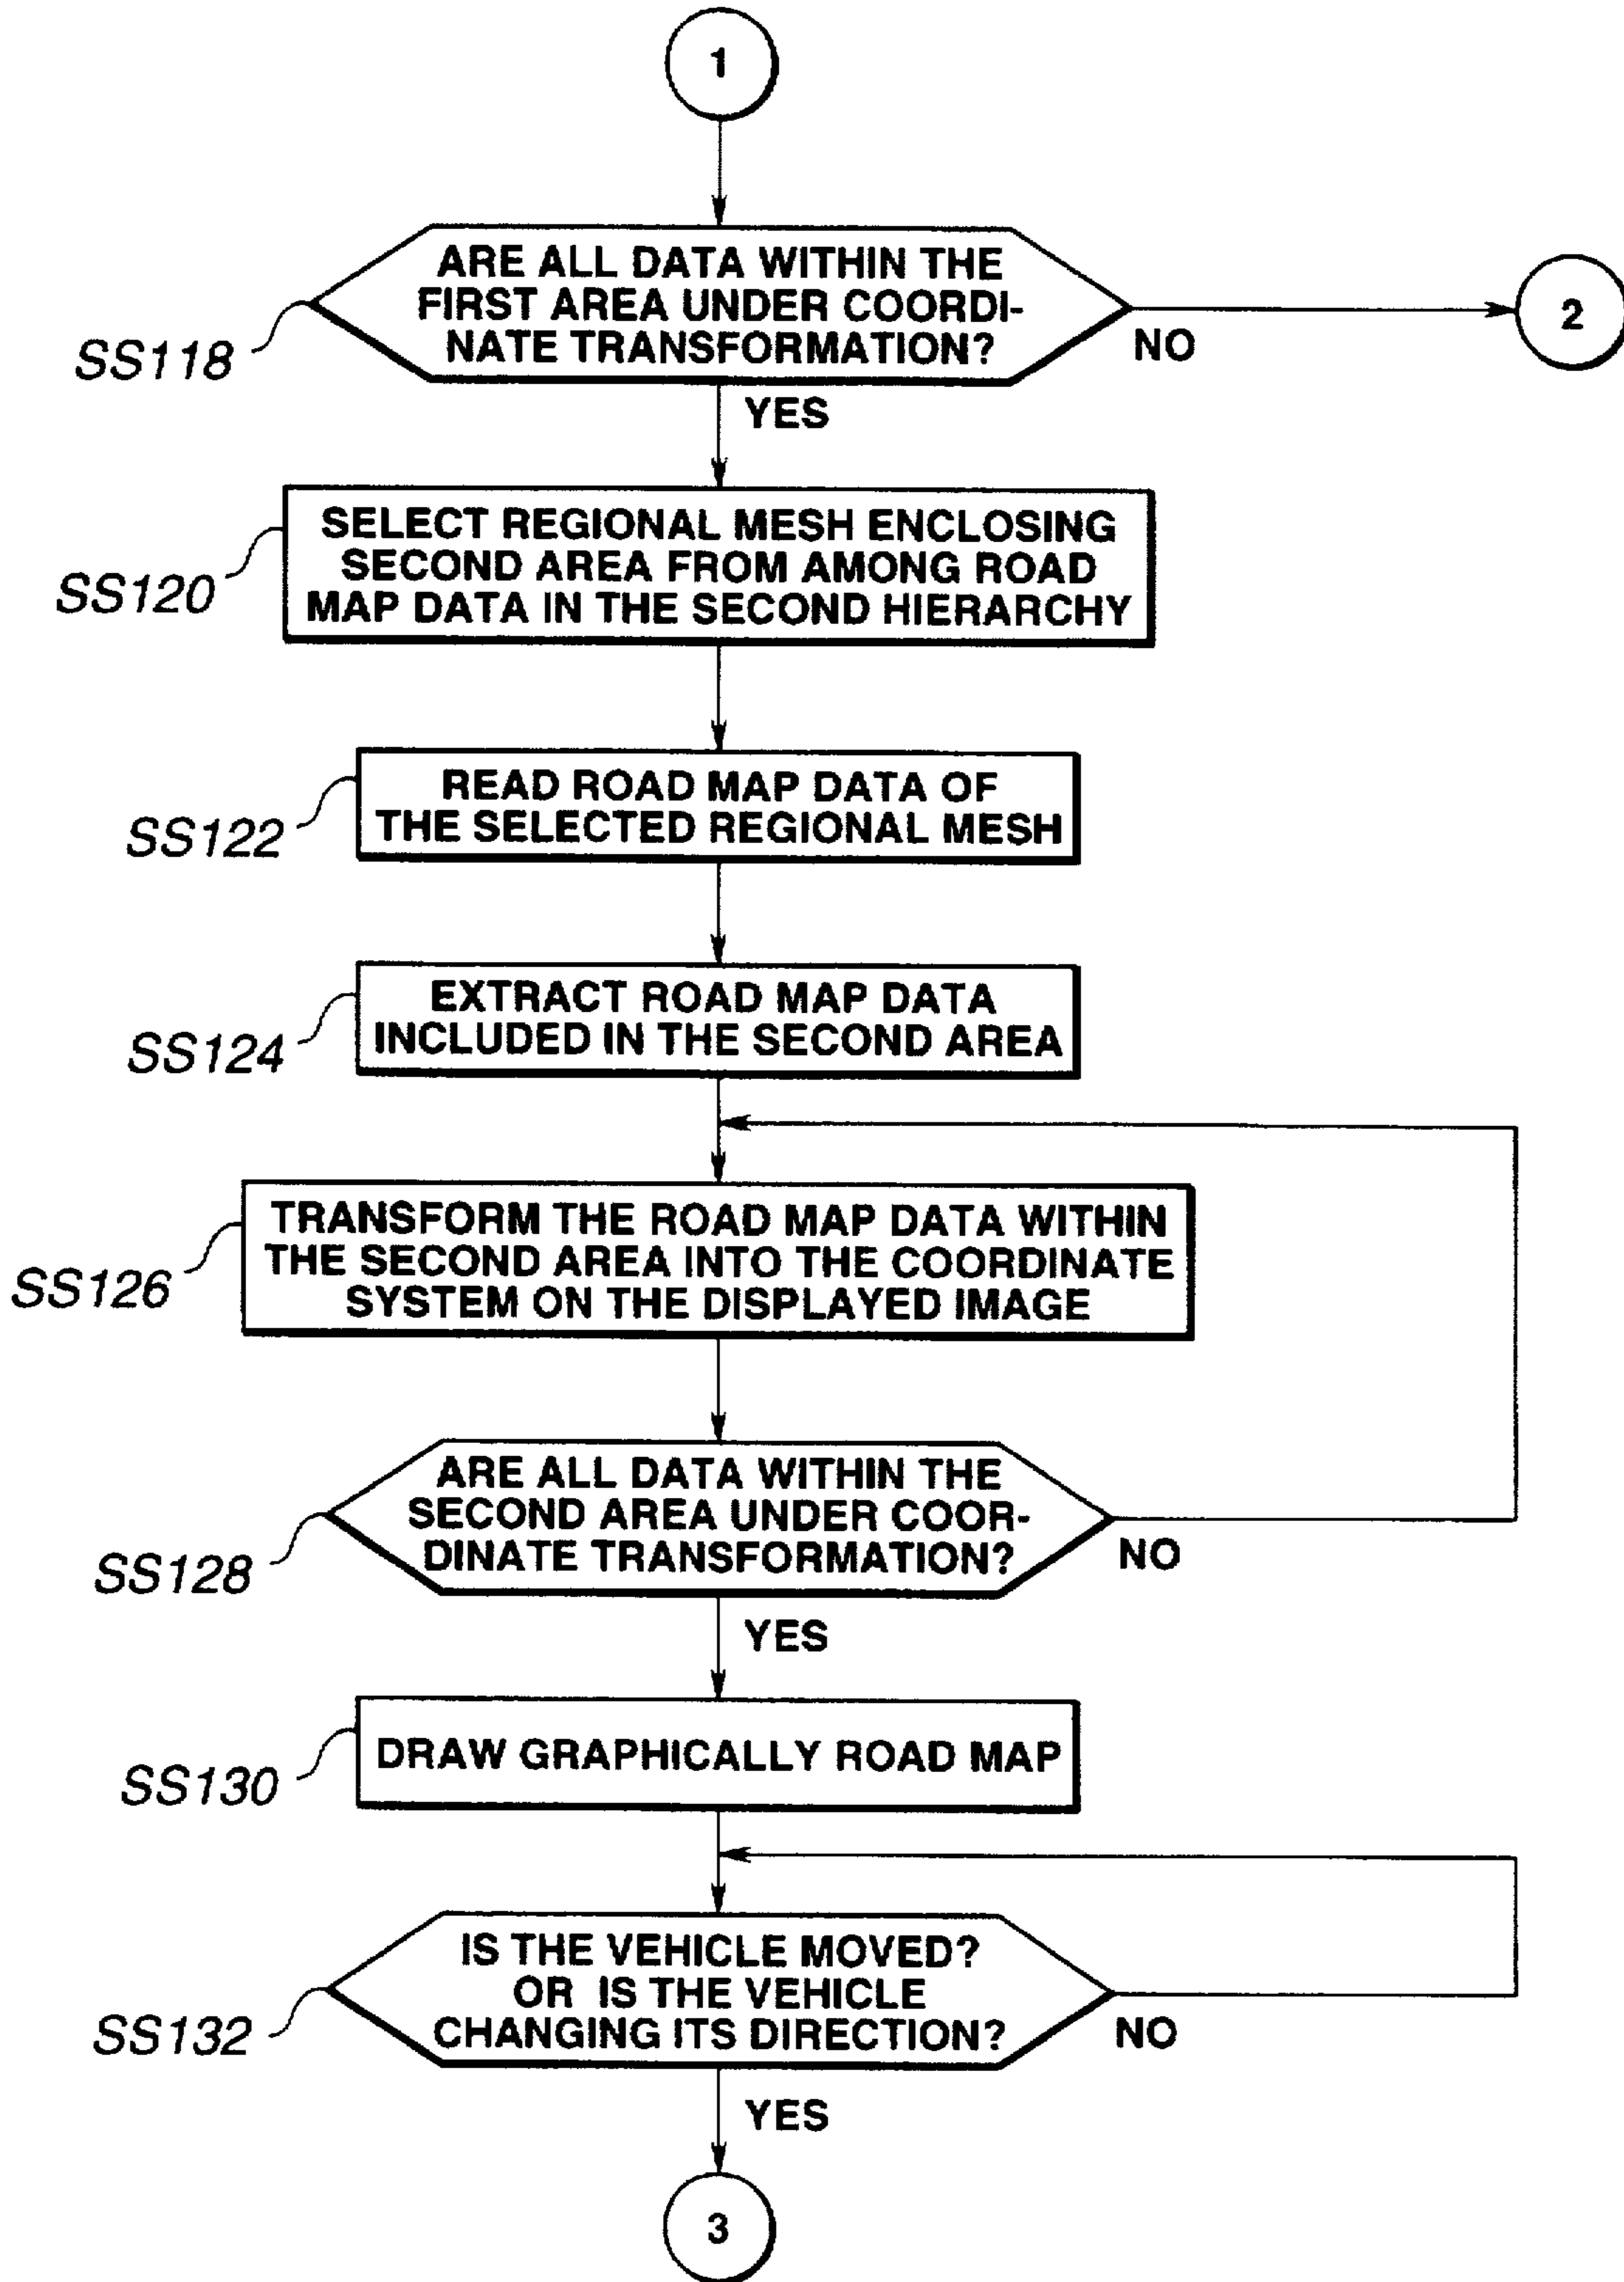 1
ARE ALL DATA WITHIN THE
FIRST AREA UNDER COORDI-
NATE TRANSFORMATION?
SS118
NO
2
YES
SELECT REGIONAL MESH ENCLOSING
SECOND AREA FROM AMONG ROAD
MAP DATA IN THE SECOND HIERARCHY
SS120
READ ROAD MAP DATA OF
THE SELECTED REGIONAL MESH
SS122
EXTRACT ROAD MAP DATA
INCLUDED IN THE SECOND AREA
SS124
TRANSFORM THE ROAD MAP DATA WITHIN
THE SECOND AREA INTO THE COORDINATE
SYSTEM ON THE DISPLAYED IMAGE
SS126
ARE ALL DATA WITHIN THE
SECOND AREA UNDER COOR-
DINATE TRANSFORMATION?
SS128
NO
YES
DRAW GRAPHICALLY ROAD MAP
SS130
IS THE VEHICLE MOVED?
OR IS THE VEHICLE
CHANGING ITS DIRECTION?
SS132
NO
YES
3